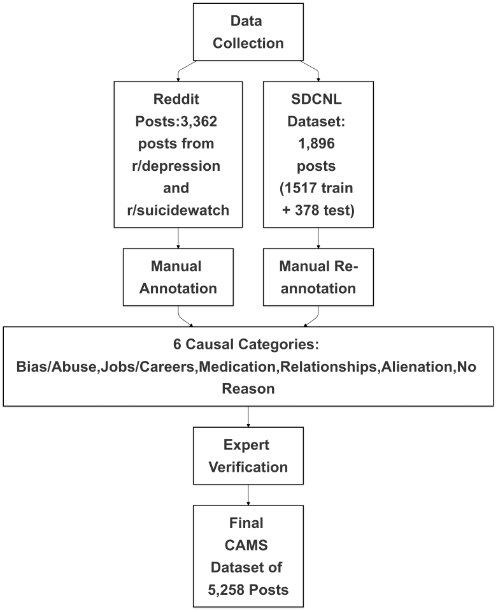 Data
Collection
Reddit
Posts:3,362
posts from
r/depression
and
r/suicidewatch
SDCNL
Dataset:
1,896
posts
(1517 train
+ 378 test)
Manual
Annotation
Manual Re-
annotation
6 Causal Categories:
Bias/Abuse,Jobs/Careers,Medication,Relationships,Alienation,No
Reason
Expert
Verification
Final
CAMS
Dataset of
5,258 Posts